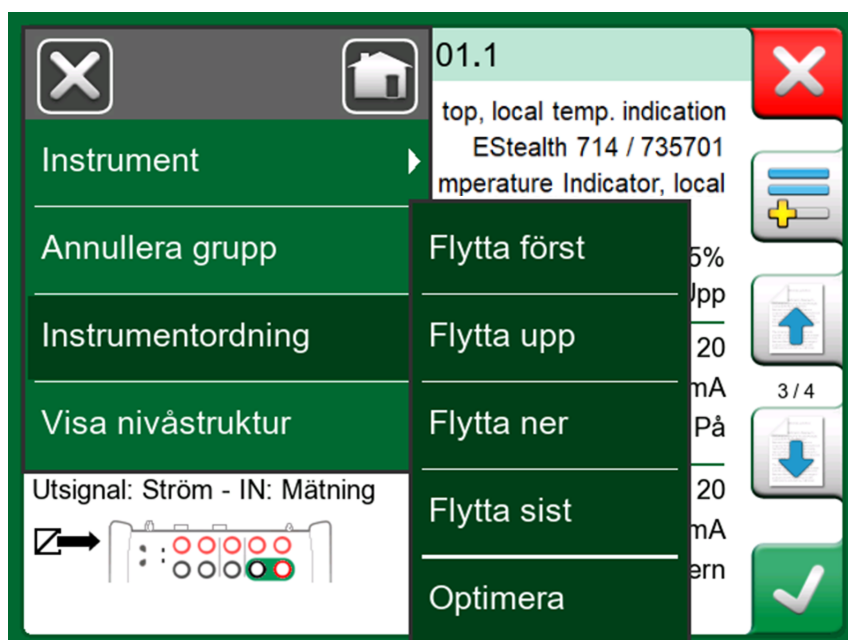 01.1
top, local temp. indication
EStealth 714 / 735701
mperature Indicator, local
Instrument
Annullera grupp
Instrumentordning
Visa nivåstruktur
Flytta först
Flytta upp
Flytta ner
Flytta sist
Optimera
5%
Upp
20
mA
På
20
mA
ern
3 / 4
Utsignal: Ström - IN: Mätning